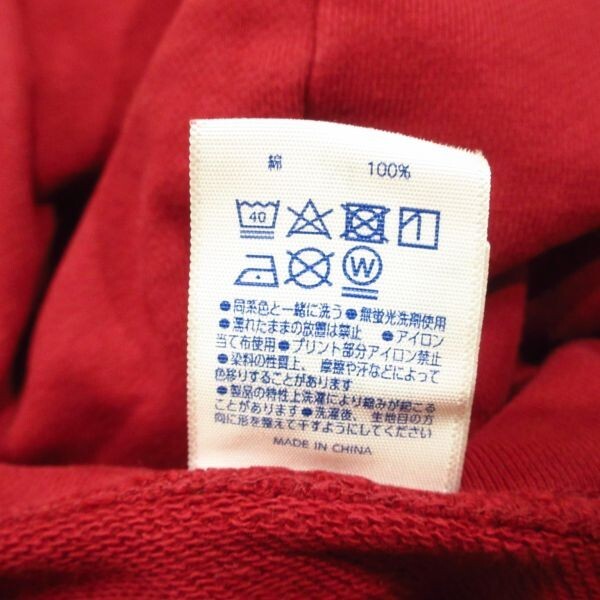 綿 100%
40
W
●同系色と一緒に洗う●無蛍光洗剤使用
●濡れたままの放置は禁止 ●アイロン
当て布使用●プリント部分アイロン禁止
●染料の性質上、摩擦や汗などによって
色移りすることがあります
●製品の特性上洗濯により縮みが起こる
ことがあります●洗濯後、生地目の方
向に形を整えて干すようにしてください
MADE IN CHINA